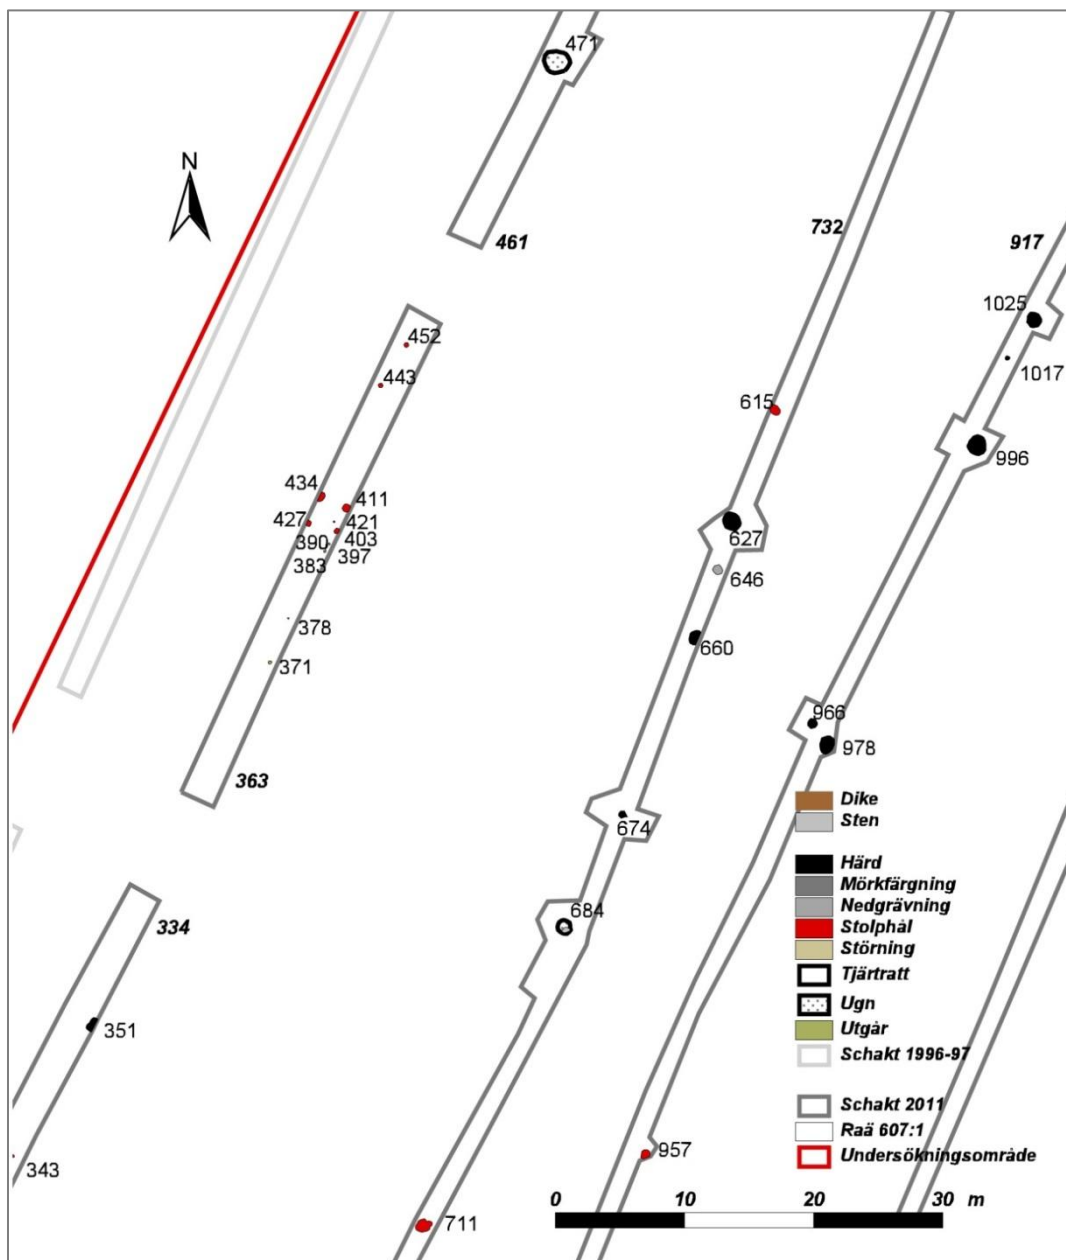 471
N
461
732
917
1025
1017
452
443
615
996
434
411
427
421
390
403
383
397
627
646
378
660
371
363
966
978
674
684
334
351
343
957
711
Dike
Sten
Härd
Mörkfärgning
Nedgrävning
Stolphål
Störning
Tjärtratt
Ugn
Utgår
Schakt 1996-97
Schakt 2011
Raä 607:1
Undersökningsområde
0 10 20 30 m